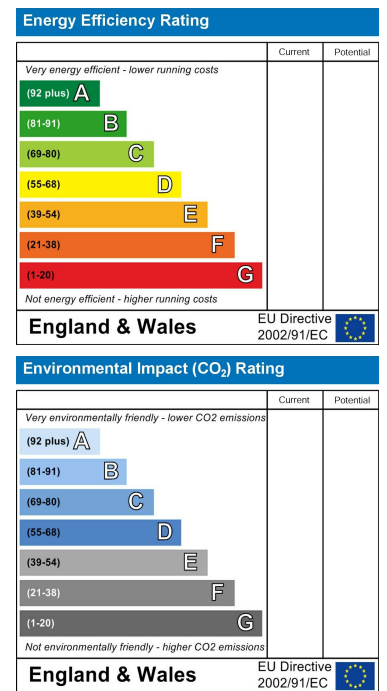 Energy Efficiency Rating
Current Potential
Very energy efficient - lower running costs
(92 plus) A
(81-91) B
(69-80) C
(55-68) D
(39-54) E
(21-38) F
(1-20) G
Not energy efficient - higher running costs
England & Wales
EU Directive
2002/91/EC
Environmental Impact (CO₂) Rating
Current Potential
Very environmentally friendly - lower CO2 emissions
(92 plus) A
(81-91) B
(69-80) C
(55-68) D
(39-54) E
(21-38) F
(1-20) G
Not environmentally friendly - higher CO2 emissions
England & Wales
EU Directive
2002/91/EC